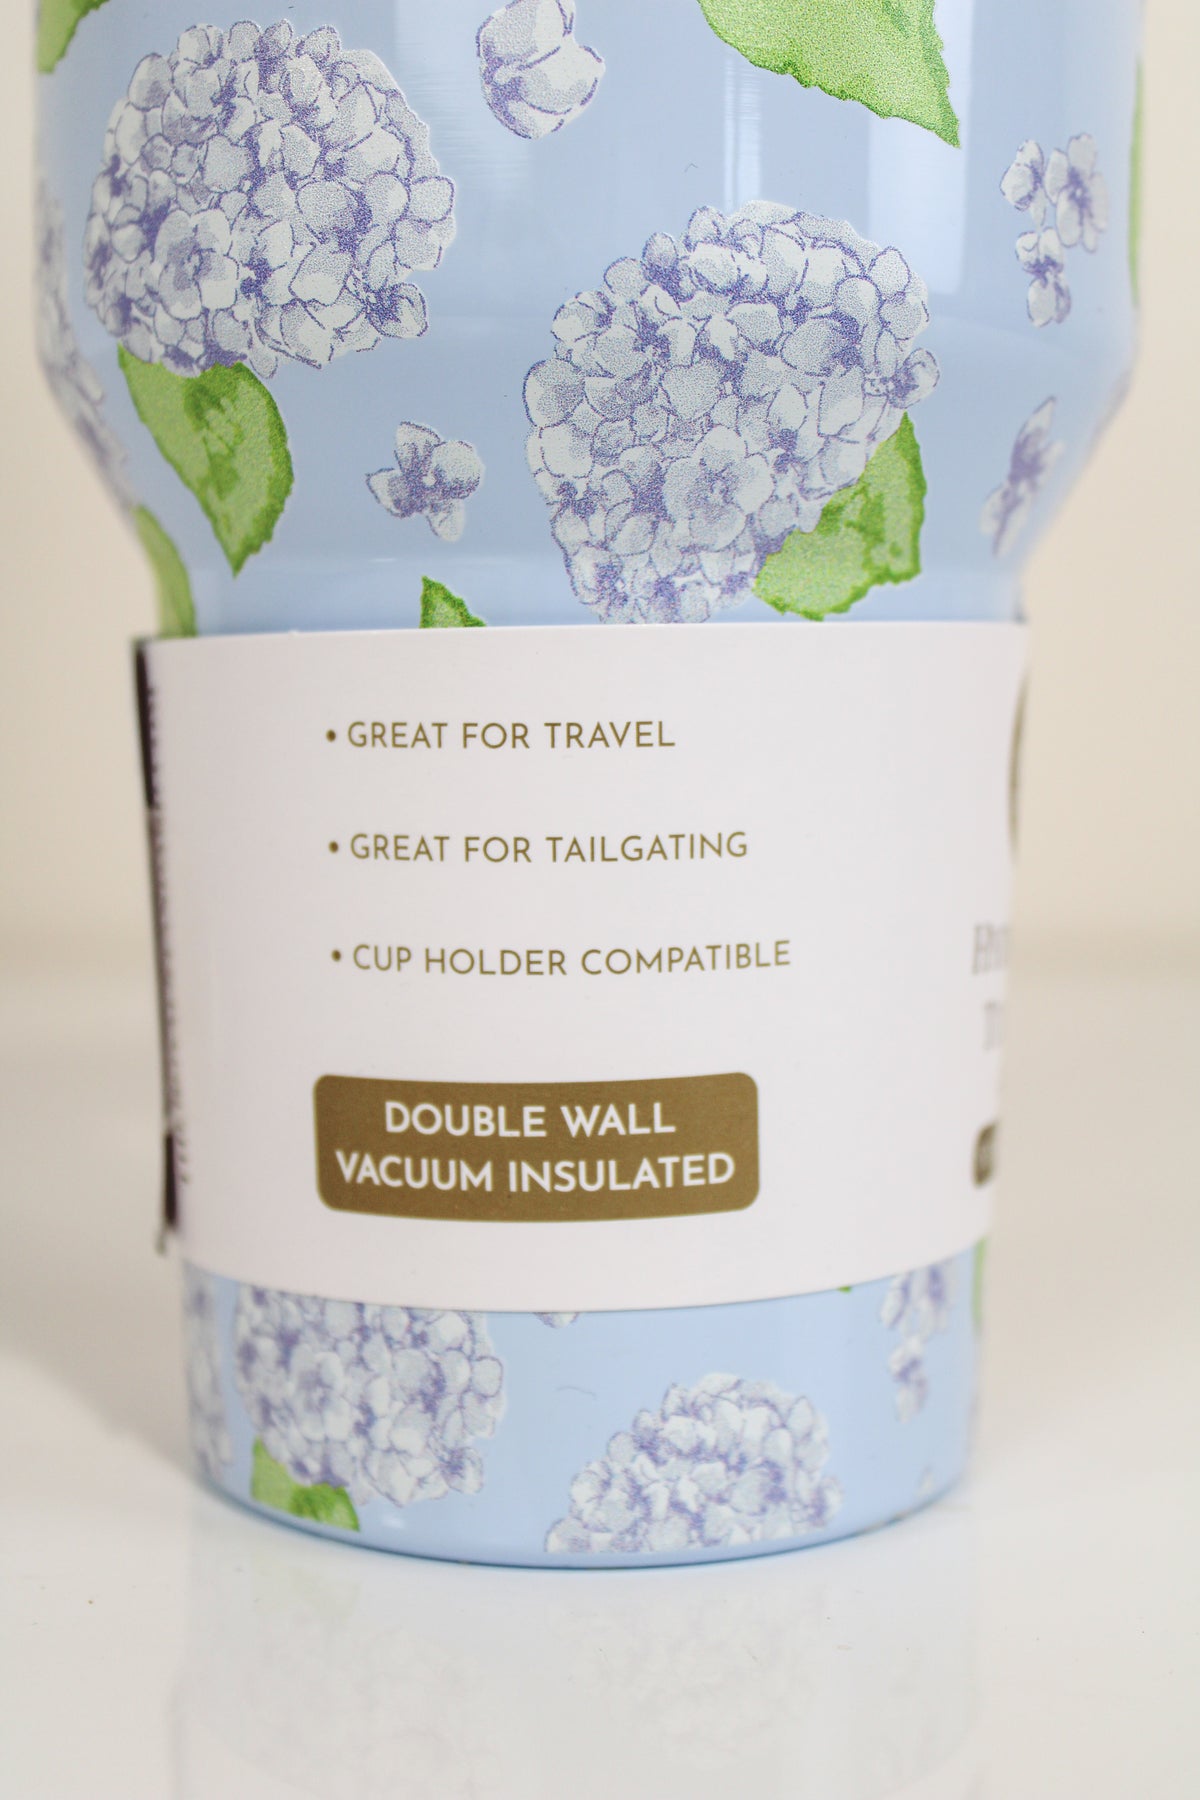 • GREAT FOR TRAVEL
• GREAT FOR TAILGATING
• CUP HOLDER COMPATIBLE
DOUBLE WALL
VACUUM INSULATED